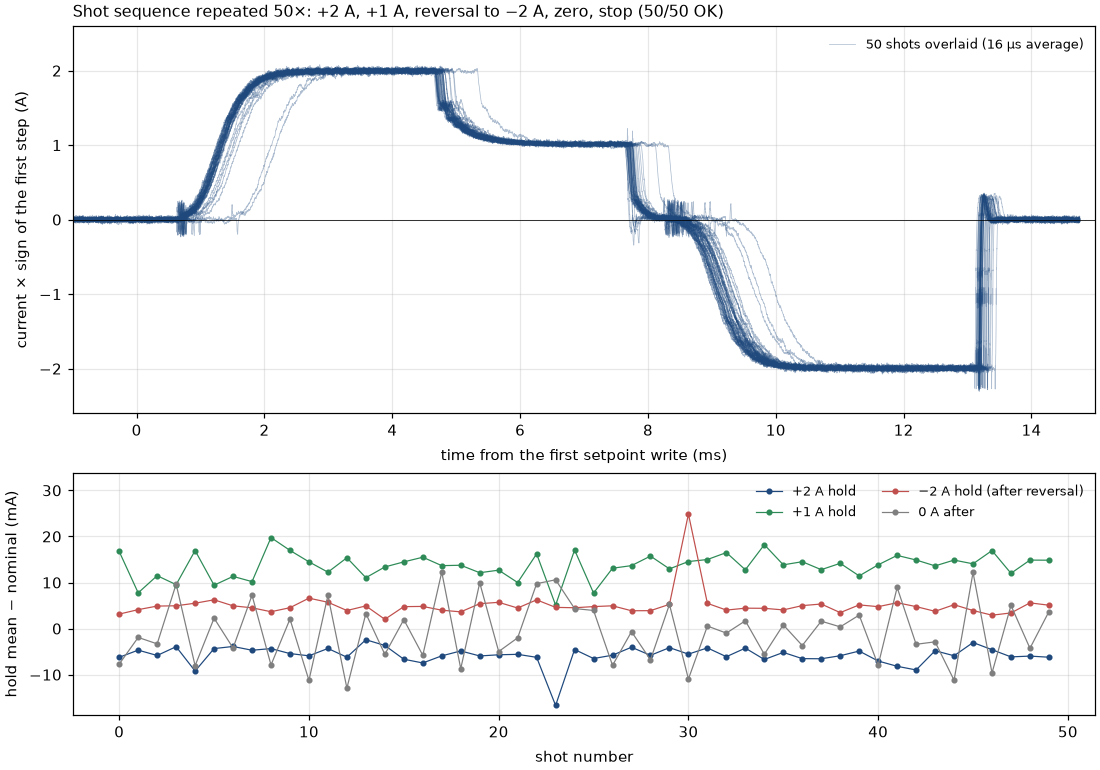 Shot sequence repeated 50×: +2 A, +1 A, reversal to −2 A, zero, stop (50/50 OK)
50 shots overlaid (16 µs average)
current × sign of the first step (A)
2
1
0
−1
−2
0
2
4
6
8
10
12
14
time from the first setpoint write (ms)
+2 A hold
+1 A hold
−2 A hold (after reversal)
0 A after
hold mean − nominal (mA)
30
20
10
0
−10
0
10
20
30
40
50
shot number